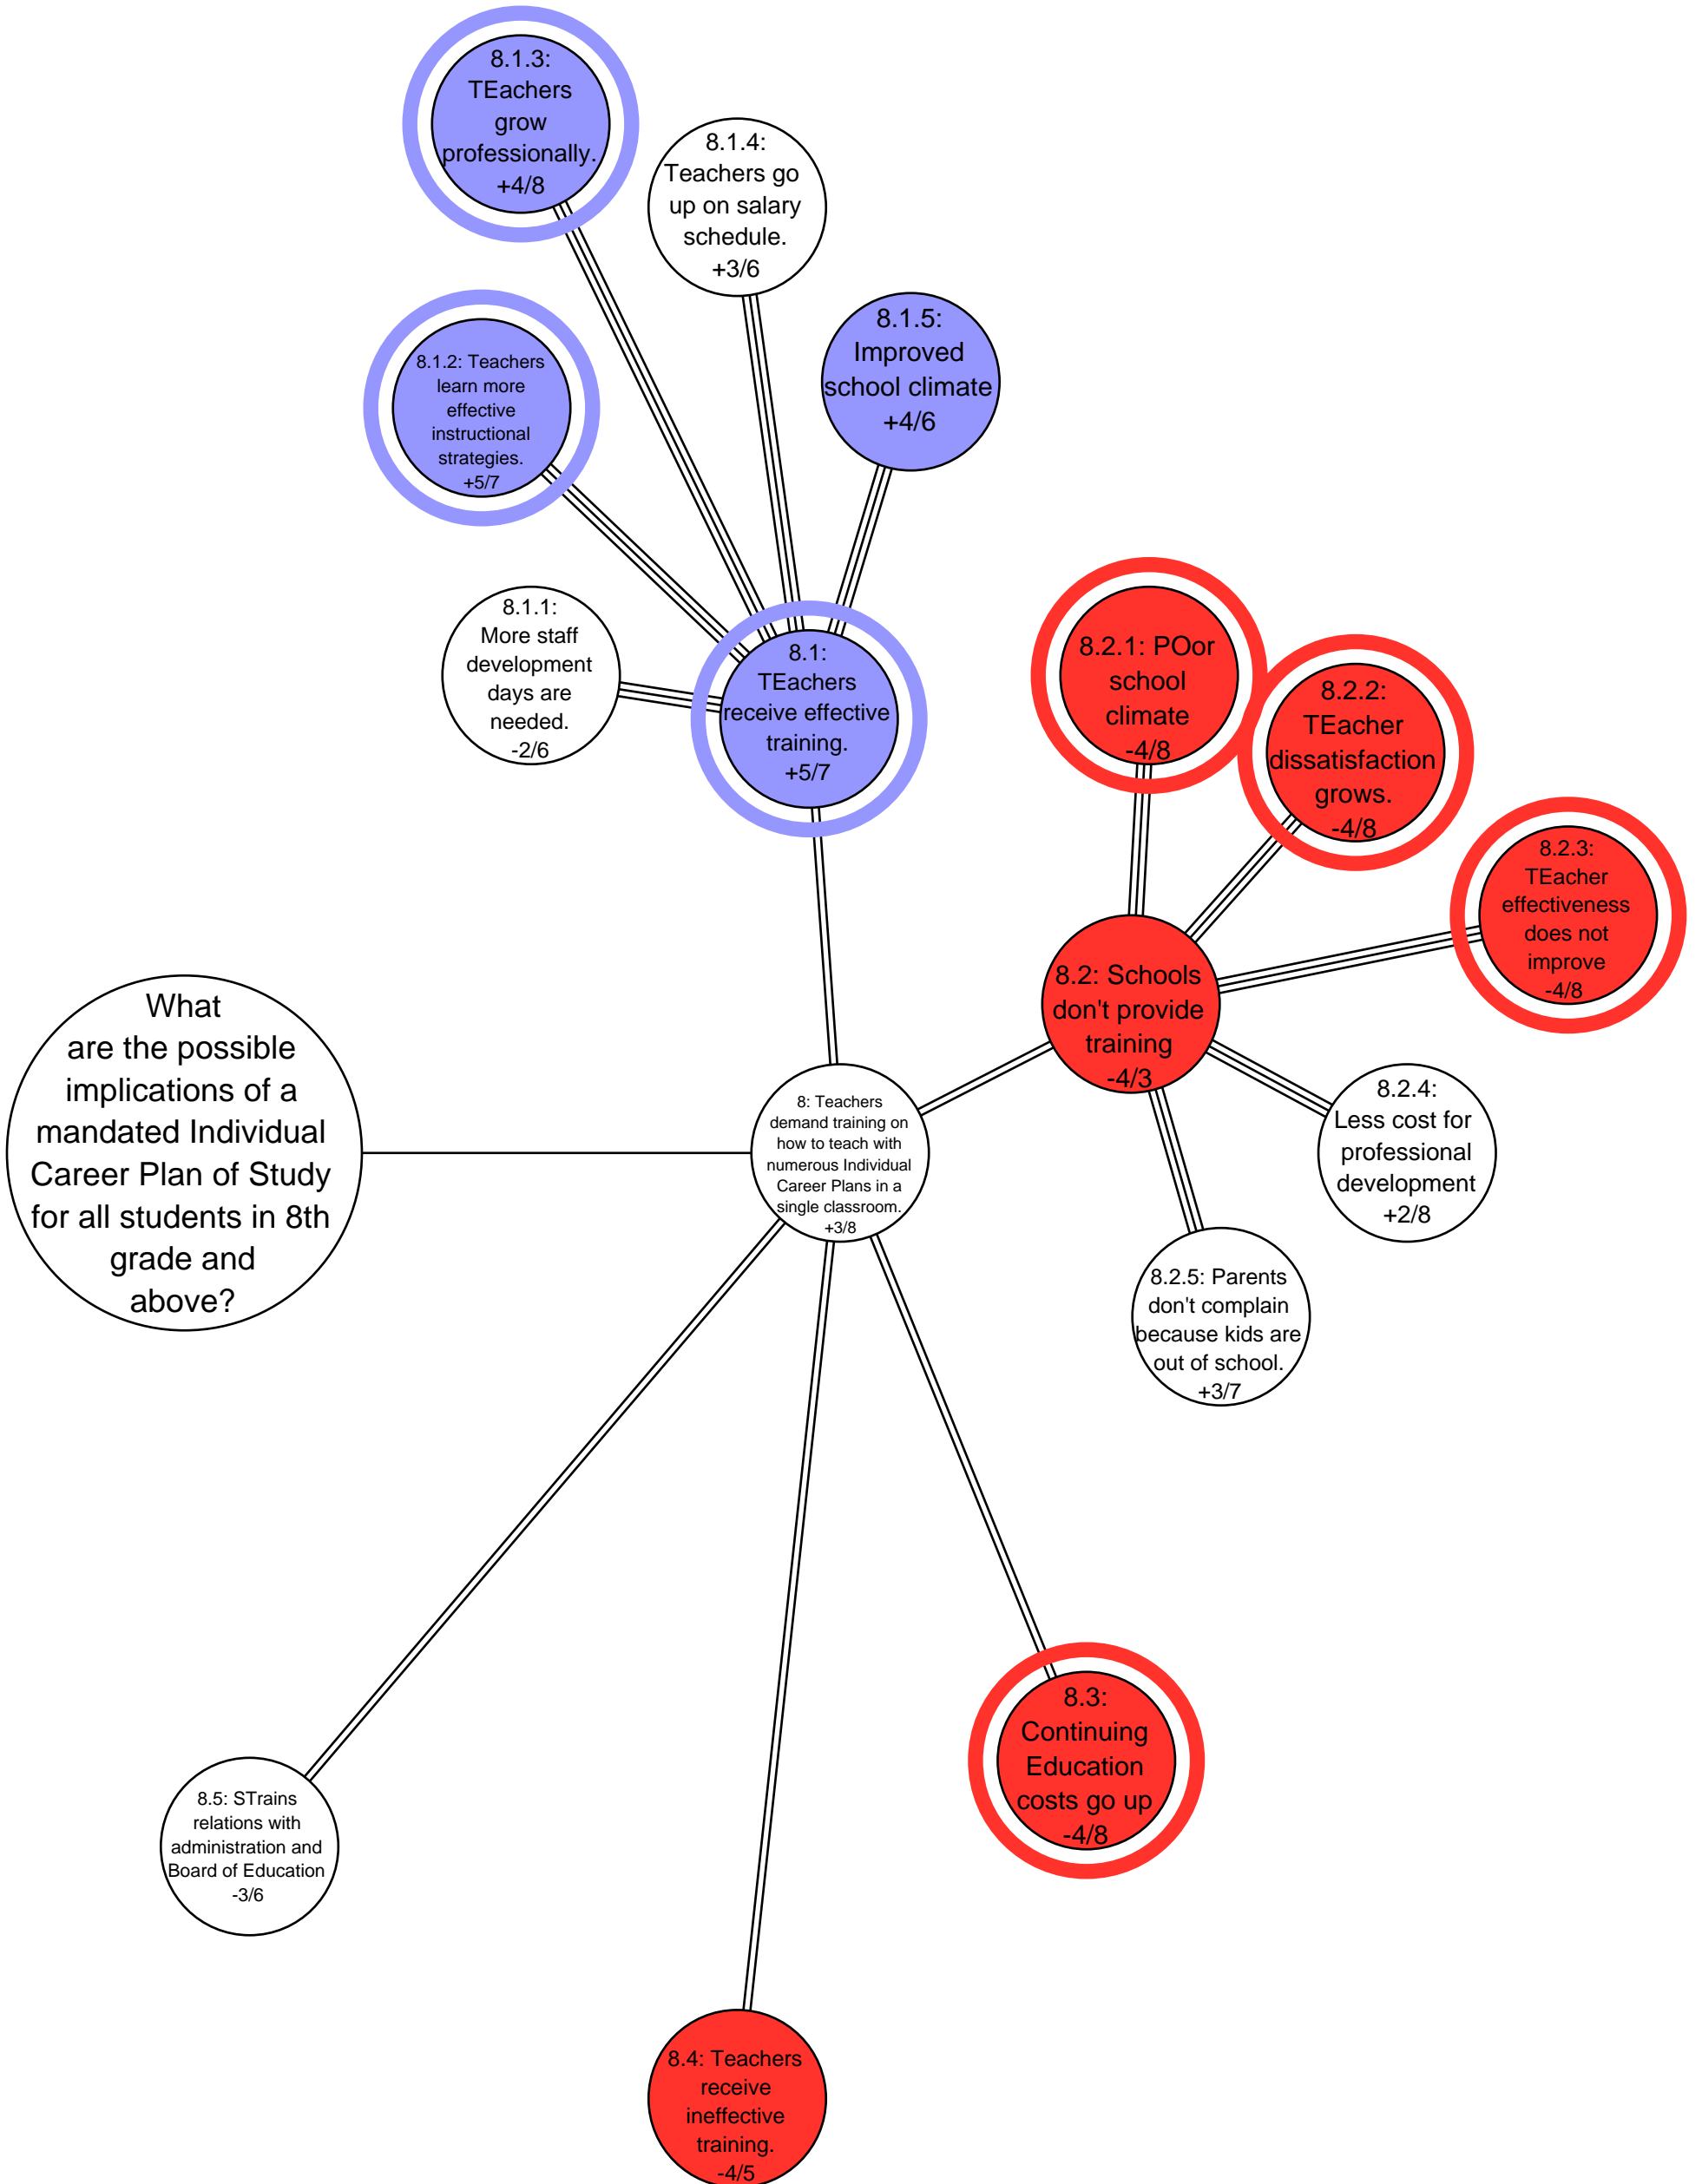 8.1.3:
TEachers
grow
professionally.
+4/8
8.1.4:
Teachers go
up on salary
schedule.
+3/6
8.1.5:
Improved
school climate
+4/6
8.1.2: Teachers
learn more
effective
instructional
strategies.
+5/7
8.1.1:
More staff
development
days are
needed.
-2/6
8.1:
TEachers
receive effective
training.
+5/7
8.2.1: POor
school
climate
-4/8
8.2.2:
TEacher
dissatisfaction
grows.
-4/8
8.2.3:
TEacher
effectiveness
does not
improve
-4/8
8.2: Schools
don't provide
training
-4/3
What
are the possible
implications of a
mandated Individual
Career Plan of Study
for all students in 8th
grade and
above?
8: Teachers
demand training on
how to teach with
numerous Individual
Career Plans in a
single classroom.
+3/8
8.2.4:
Less cost for
professional
development
+2/8
8.2.5: Parents
don't complain
because kids are
out of school.
+3/7
8.3:
Continuing
Education
costs go up
-4/8
8.5: STrains
relations with
administration and
Board of Education
-3/6
8.4: Teachers
receive
ineffective
training.
-4/5